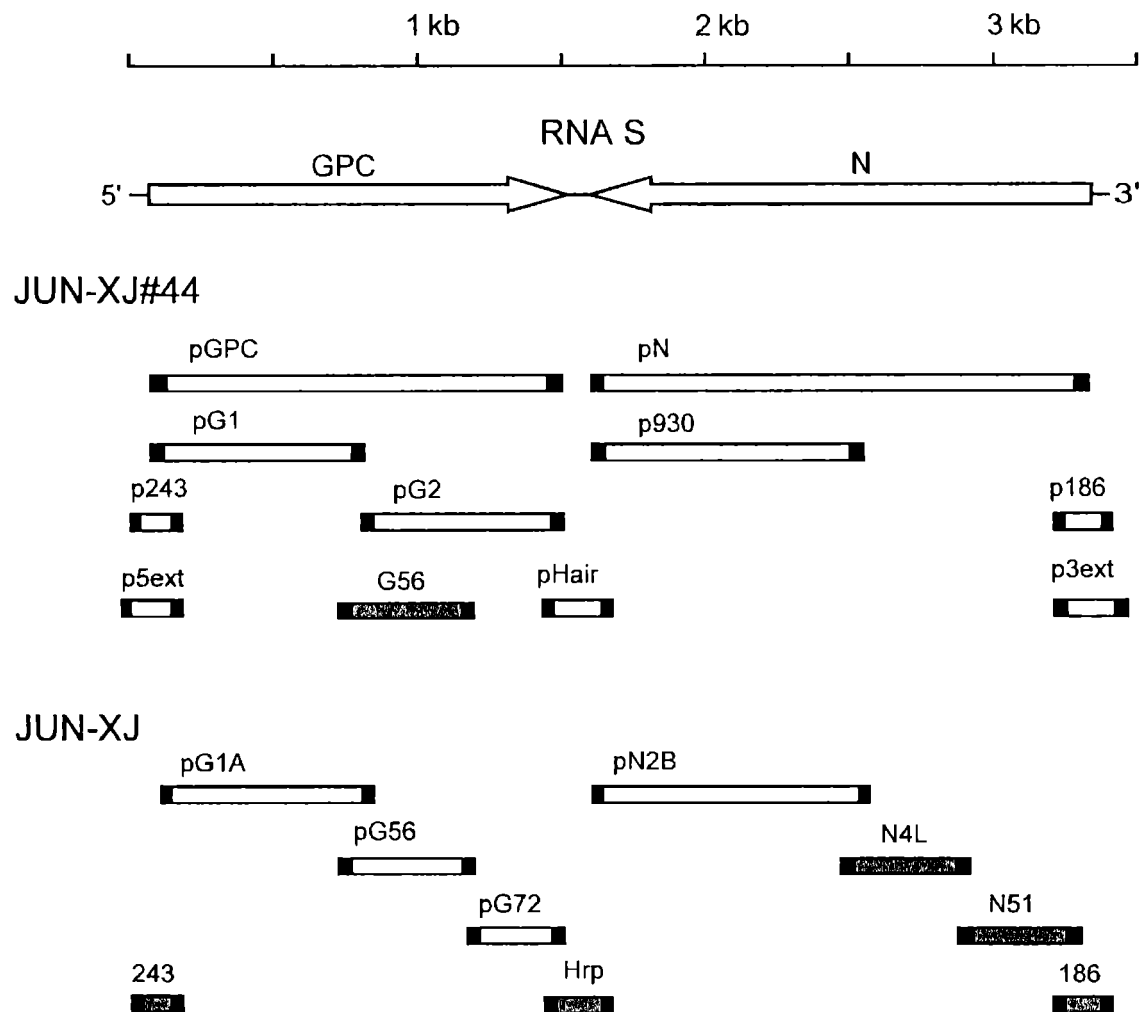 1 kb 2 kb 3 kb
RNA S
GPC N
5' 3'
JUN-XJ#44
pGPC pN
pG1 p930
p243 pG2 p186
p5ext G56 pHair p3ext
JUN-XJ
pG1A pN2B
pG56 N4L
pG72 N51
243 Hrp 186